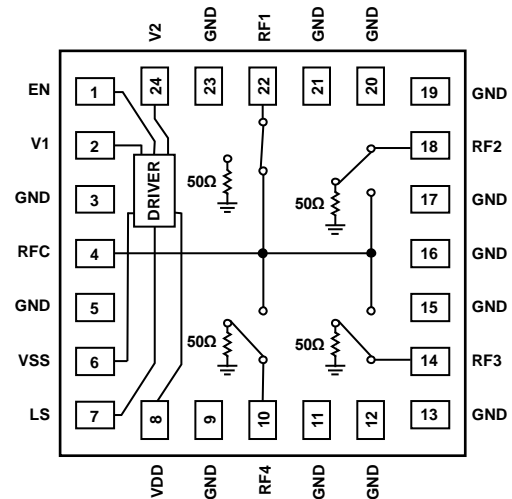 V2
GND
RF1
GND
GND
24
23
22
21
20
EN
1
19
GND
V1
2
DRIVER
18
RF2
50Ω
50Ω
GND
3
17
GND
RFC
4
16
GND
GND
5
15
GND
50Ω
50Ω
VSS
6
14
RF3
LS
7
8
9
10
11
12
13
GND
VDD
GND
RF4
GND
GND